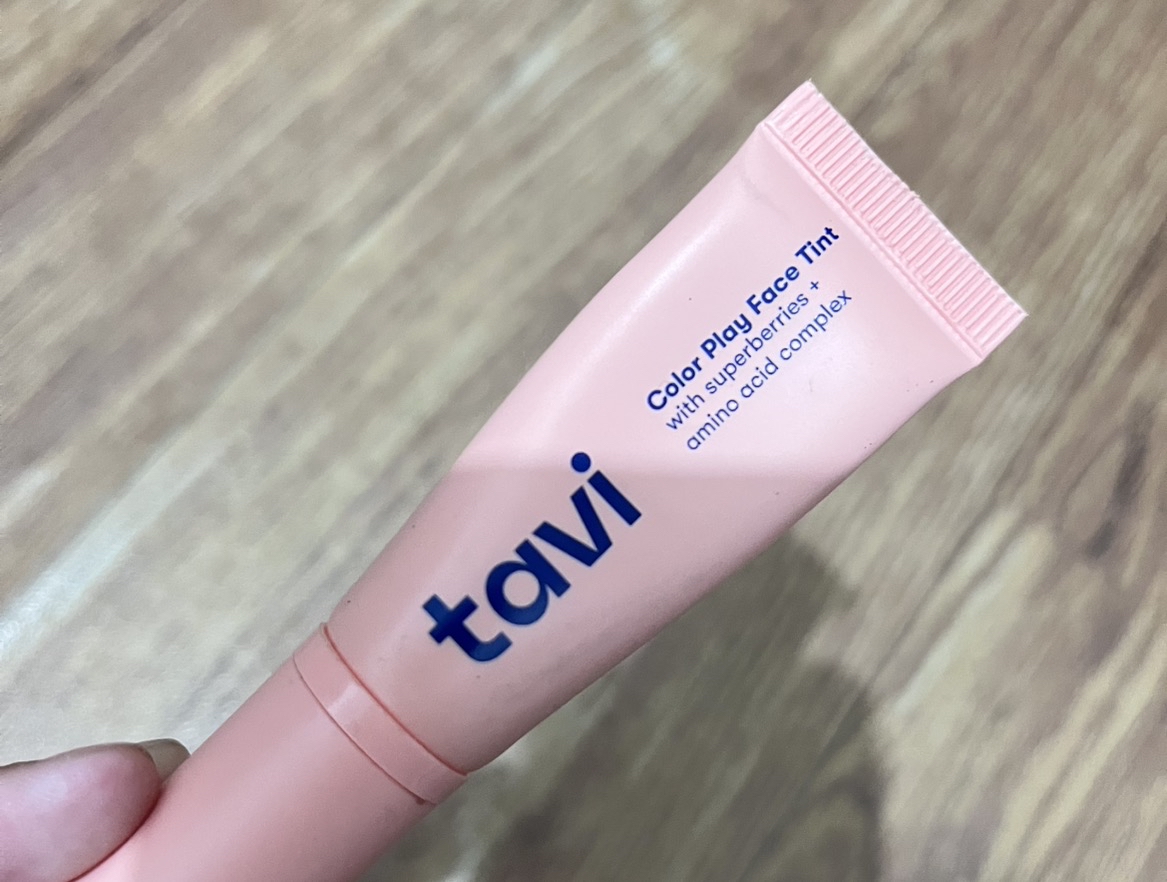 Color Play Face Tint
with superberries +
amino acid complex
tavi